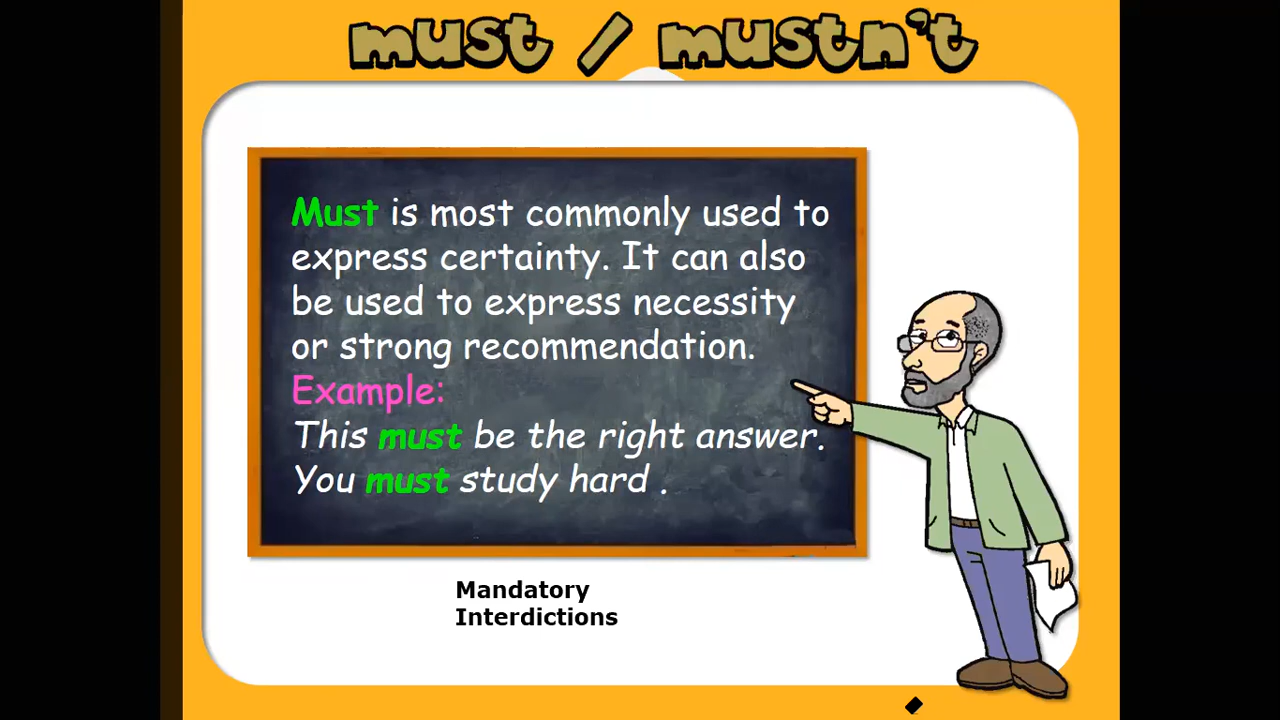 must / mustn't
Must is most commonly used to
express certainty. It can also
be used to express necessity
or strong recommendation.
Example:
This must be the right answer.
You must study hard .
Mandatory
Interdictions